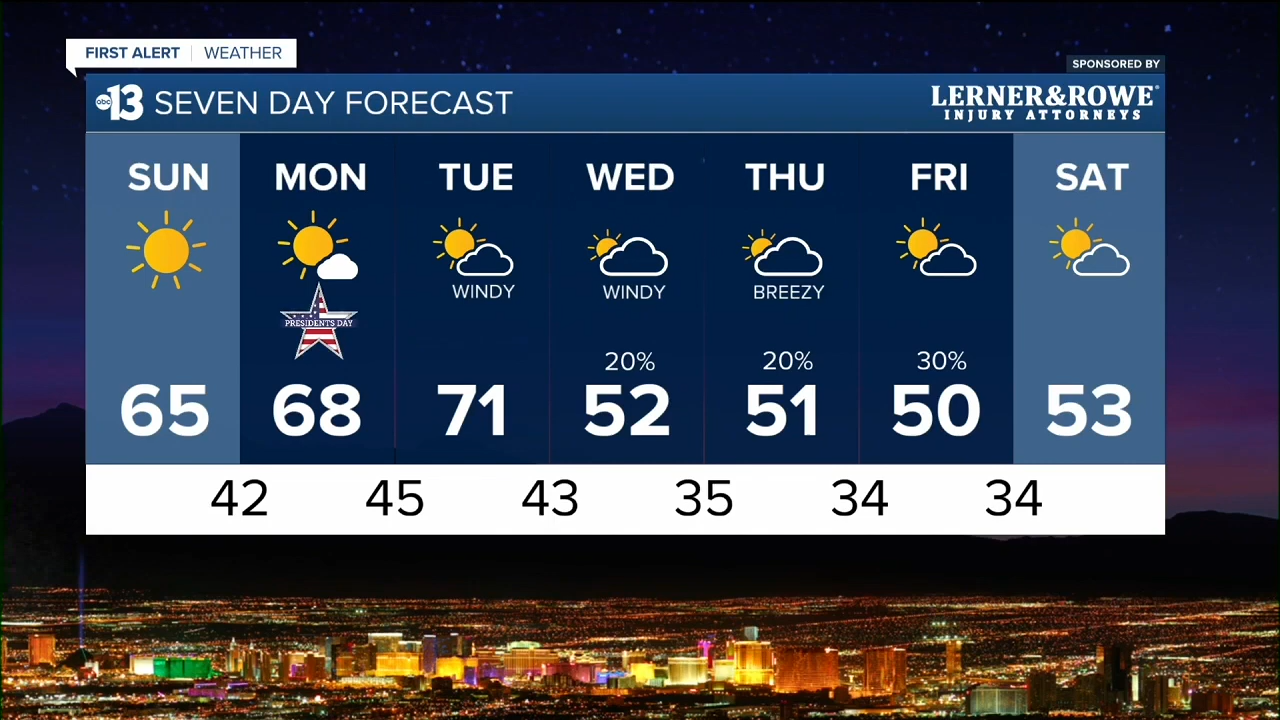 FIRST ALERT | WEATHER
SPONSORED BY
abc 13 SEVEN DAY FORECAST
LERNER&ROWE
INJURY ATTORNEYS
SUN MON TUE WED THU FRI SAT
WINDY WINDY BREEZY
PRESIDENTS DAY
20% 20% 30%
65 68 71 52 51 50 53
42 45 43 35 34 34